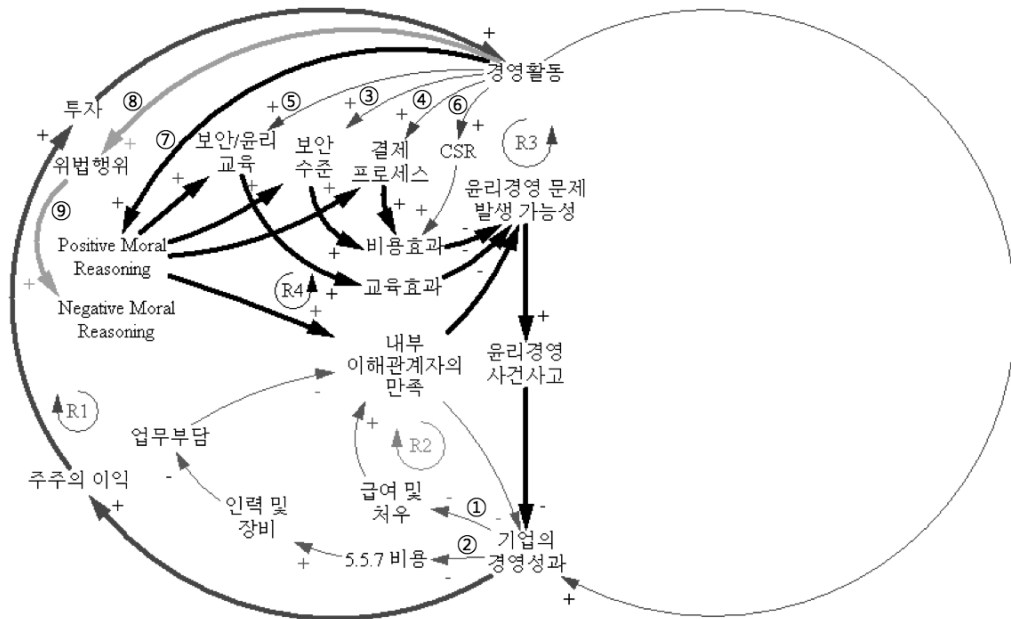 +
경영활동
⑧
투자
+
⑤
+
③
+
④
+
⑥
+
+
⑦
보안/윤리
교육
보안
수준
결제
프로세스
CSR
R3
위법행위
+
+
+
윤리경영 문제
발생 가능성
⑨
+
+
+
Positive Moral
Reasoning
+
비용효과
-
-
-
+
R4
+
교육효과
+
Negative Moral
Reasoning
+
내부
이해관계자의
만족
윤리경영
사건사고
R1
-
+
업무부담
R2
주주의 이익
-
급여 및
처우
-
①
+
인력 및
장비
-
-
기업의
경영성과
+
5.5.7 비용
②
-
+